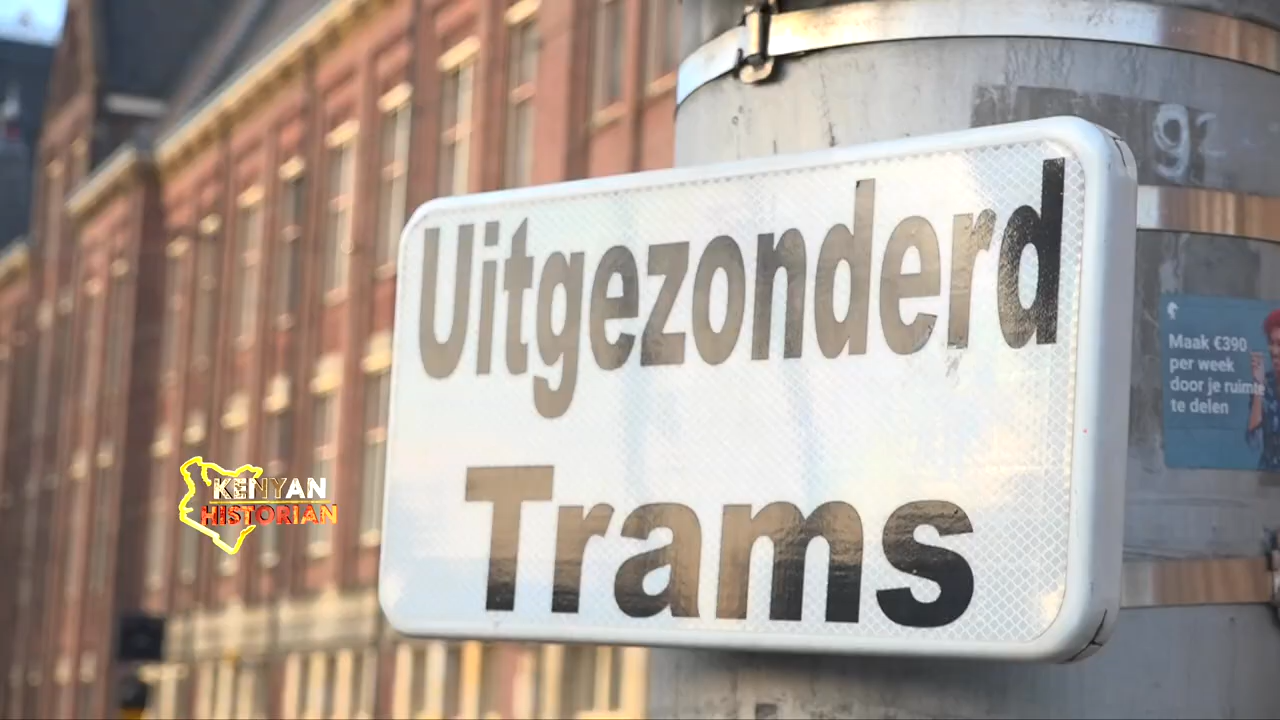 Uitgezonderd
Trams
Maak €390
per week
door je ruimte
te delen
KENYAN
HISTORIAN